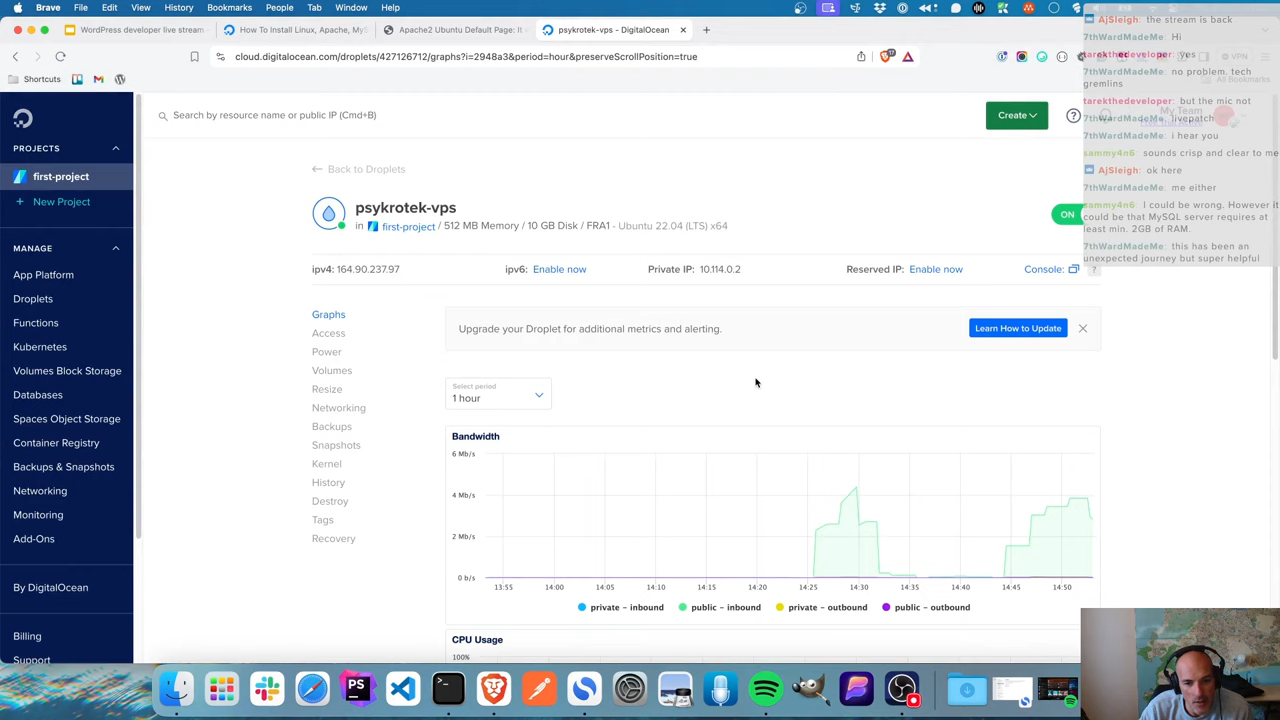 Brave File Edit View History Bookmarks People Tab Window Help
WordPress developer live stream
How To Install Linux, Apache, My
Apache2 Ubuntu Default Page: It
psykrotek-vps - DigitalOcean
cloud.digitalocean.com/droplets/427126712/graphs?i=2948a3&period=hour&preserveScrollPosition=true
VPN
Shortcuts
All Bookmarks
Search by resource name or public IP (Cmd+B)
Create
?
My Team
PROJECTS
first-project
+ New Project
MANAGE
App Platform
Droplets
Functions
Kubernetes
Volumes Block Storage
Databases
Spaces Object Storage
Container Registry
Backups & Snapshots
Networking
Monitoring
Add-Ons
By DigitalOcean
Billing
Support
Back to Droplets
psykrotek-vps
in first-project / 512 MB Memory / 10 GB Disk / FRA1 - Ubuntu 22.04 (LTS) x64
ON
ipv4: 164.90.237.97
ipv6: Enable now
Private IP: 10.114.0.2
Reserved IP: Enable now
Console:
?
Graphs
Access
Power
Volumes
Resize
Networking
Backups
Snapshots
Kernel
History
Destroy
Tags
Recovery
Upgrade your Droplet for additional metrics and alerting.
Learn How to Update
Select period
1 hour
Bandwidth
6 Mb/s
4 Mb/s
2 Mb/s
0 b/s
13:55 14:00 14:05 14:10 14:15 14:20 14:25 14:30 14:35 14:40 14:45 14:50
private – inbound public – inbound private – outbound public – outbound
CPU Usage
100%
AjSleigh: the stream is back
7thWardMadeMe: Hi
tarekthedeveloper: yes
7thWardMadeMe: no problem. tech
gremlins
tarekthedeveloper: but the mic not
7thWardMadeMe: livepatch
7thWardMadeMe: i hear you
sammy4n6: sounds crisp and clear to me
AjSleigh: ok here
7thWardMadeMe: me either
sammy4n6: I could be wrong. However it
could be that MySQL server requires at
least min. 2GB of RAM.
7thWardMadeMe: this has been an
unexpected journey but super helpful
PS
>_